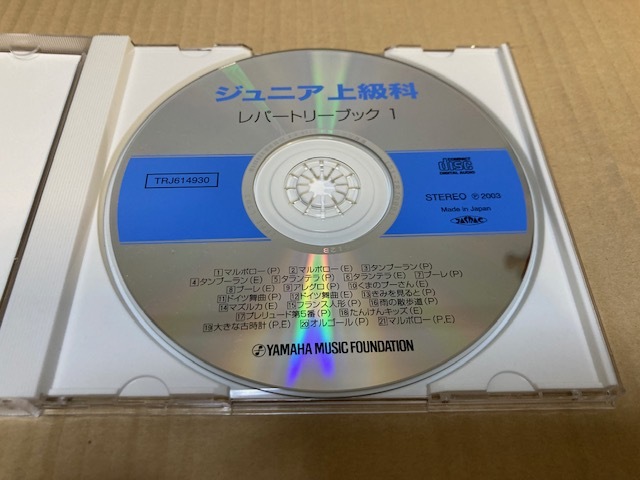 ジュニア上級科
レパートリーブック 1
TRJ614930
COMPACT
disc
DIGITAL AUDIO
STEREO ℗2003
Made in Japan
JASRAC
1マルボロー(P) 2マルボロー(E) 3タンブーラン(P)
4タンブーラン(E) 5タランテラ(P) 6タランテラ(E) 7ブーレ(P)
8ブーレ(E) 9アレグロ(P) 10くまのプーさん(E)
11ドイツ舞曲(P) 12ドイツ舞曲(E) 13きみを見ると(P)
14マズルカ(E) 15フランス人形(P) 16雨の散歩道(P)
17プレリュード第5番(P) 18たんけんキッズ(E)
19大きな古時計(P,E) 20オルゴール(P) 21マルボロー(P,E)
YAMAHA MUSIC FOUNDATION